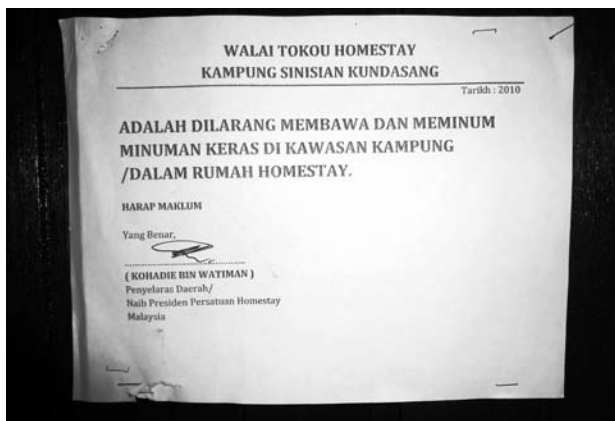 WALAI TOKOU HOMESTAY
KAMPUNG SINISIAN KUNDASANG
Tarikh : 2010
ADALAH DILARANG MEMBAWA DAN MEMINUM
MINUMAN KERAS DI KAWASAN KAMPUNG
/DALAM RUMAH HOMESTAY.
HARAP MAKLUM
Yang Benar,
( KOHADIE BIN WATIMAN )
Penyelaras Daerah/
Naib Presiden Persatuan Homestay
Malaysia